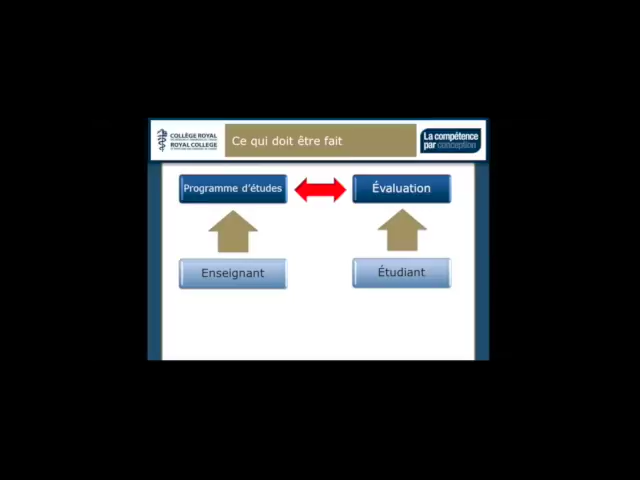 COLLÈGE ROYAL
ROYAL COLLEGE
Ce qui doit être fait
La compétence
par conception
Programme d'études
Évaluation
Enseignant
Étudiant